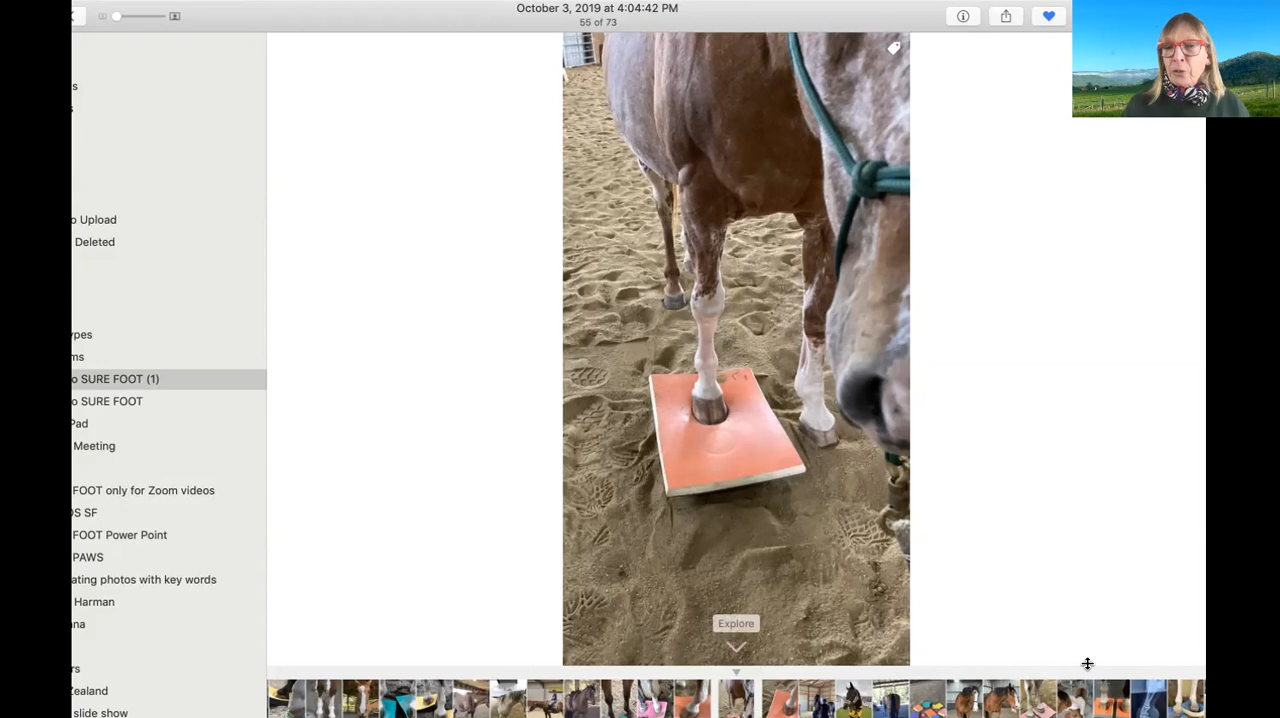 October 3, 2019 at 4:04:42 PM
55 of 73
s
s
o Upload
Deleted
ypes
ms
o SURE FOOT (1)
o SURE FOOT
Pad
Meeting
FOOT only for Zoom videos
OS SF
FOOT Power Point
PAWS
ating photos with key words
Harman
na
rs
Zealand
slide show
Explore